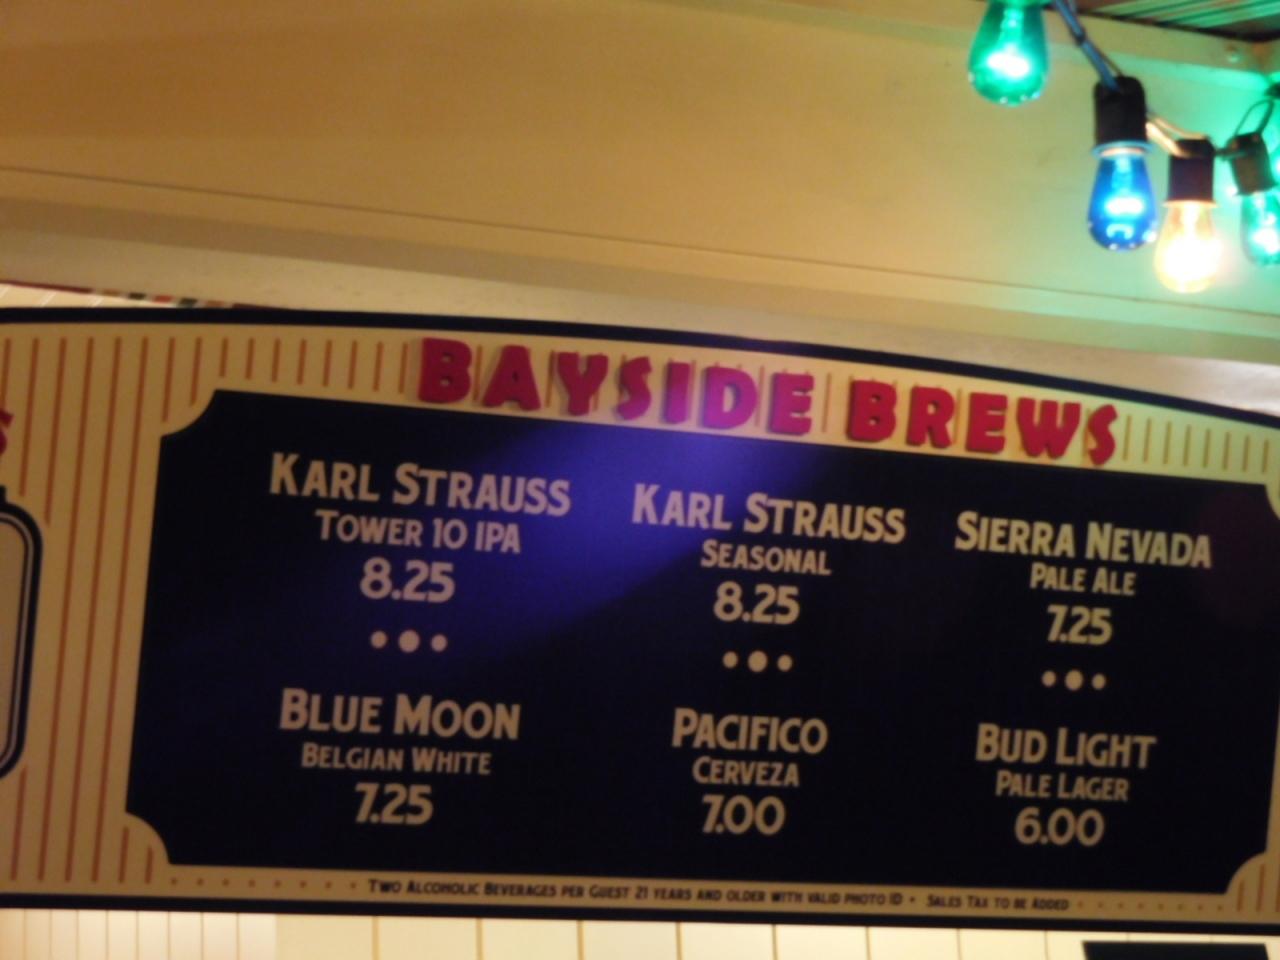 BAYSIDE BREWS
KARL STRAUSS
TOWER 10 IPA
8.25
KARL STRAUSS
SEASONAL
8.25
SIERRA NEVADA
PALE ALE
7.25
BLUE MOON
BELGIAN WHITE
7.25
PACIFICO
CERVEZA
7.00
BUD LIGHT
PALE LAGER
6.00
TWO ALCOHOLIC BEVERAGES PER GUEST 21 YEARS AND OLDER WITH VALID PHOTO ID • SALES TAX TO BE ADDED